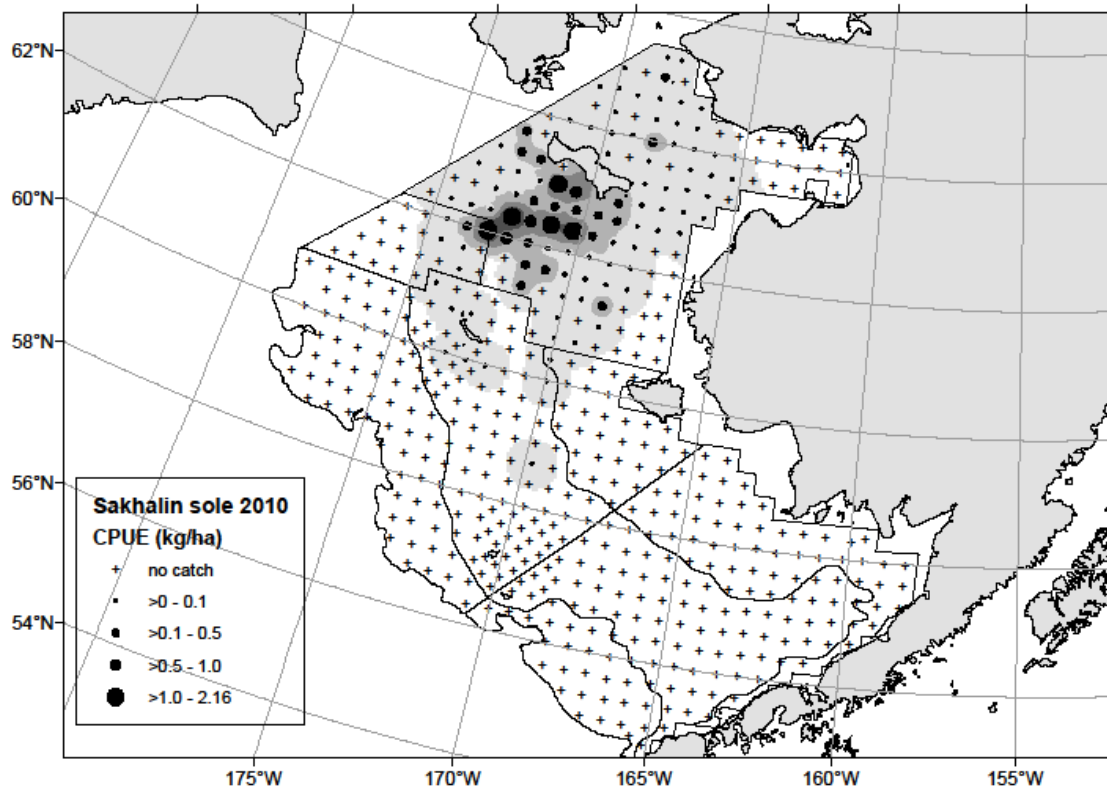 62°N
60°N
58°N
56°N
54°N
Sakhalin sole 2010
CPUE (kg/ha)
no catch
>0 - 0.1
>0.1 - 0.5
>0.5 - 1.0
>1.0 - 2.16
175°W
170°W
165°W
160°W
155°W